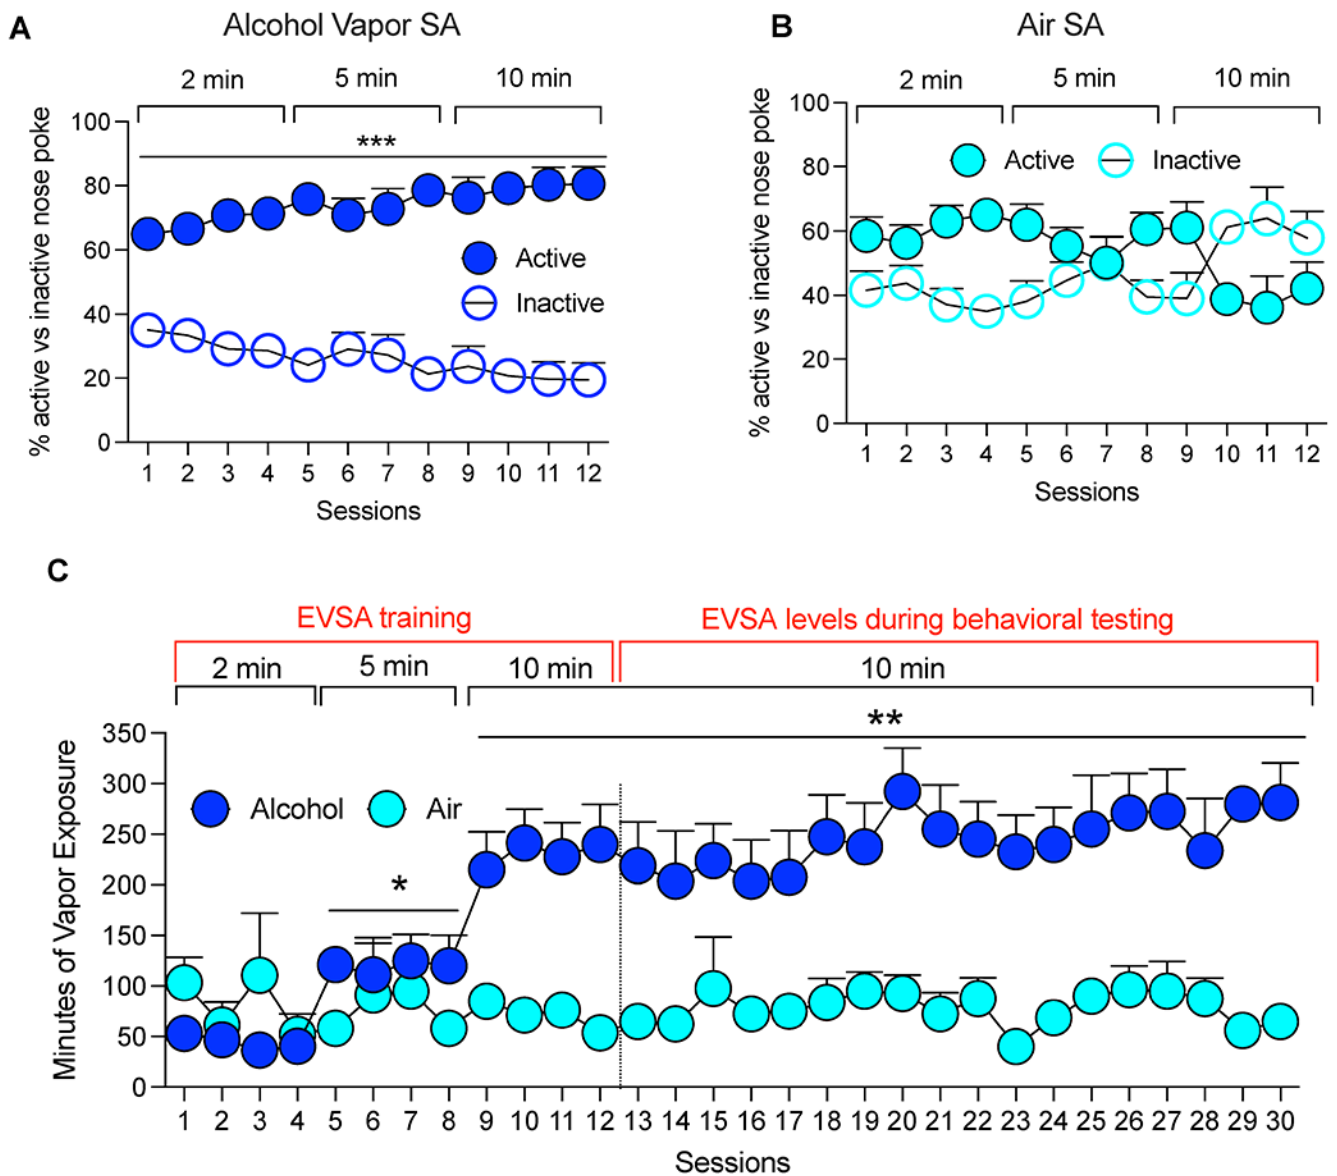 A
Alcohol Vapor SA
2 min 5 min 10 min
% active vs inactive nose poke
100
80
60
40
20
0
***
Active
Inactive
1 2 3 4 5 6 7 8 9 10 11 12
Sessions
B
Air SA
2 min 5 min 10 min
% active vs inactive nose poke
100
80
60
40
20
0
Active Inactive
1 2 3 4 5 6 7 8 9 10 11 12
Sessions
C
EVSA training EVSA levels during behavioral testing
2 min 5 min 10 min 10 min
Minutes of Vapor Exposure
350
300
250
200
150
100
50
0
**
Alcohol Air
*
1 2 3 4 5 6 7 8 9 10 11 12 13 14 15 16 17 18 19 20 21 22 23 24 25 26 27 28 29 30
Sessions